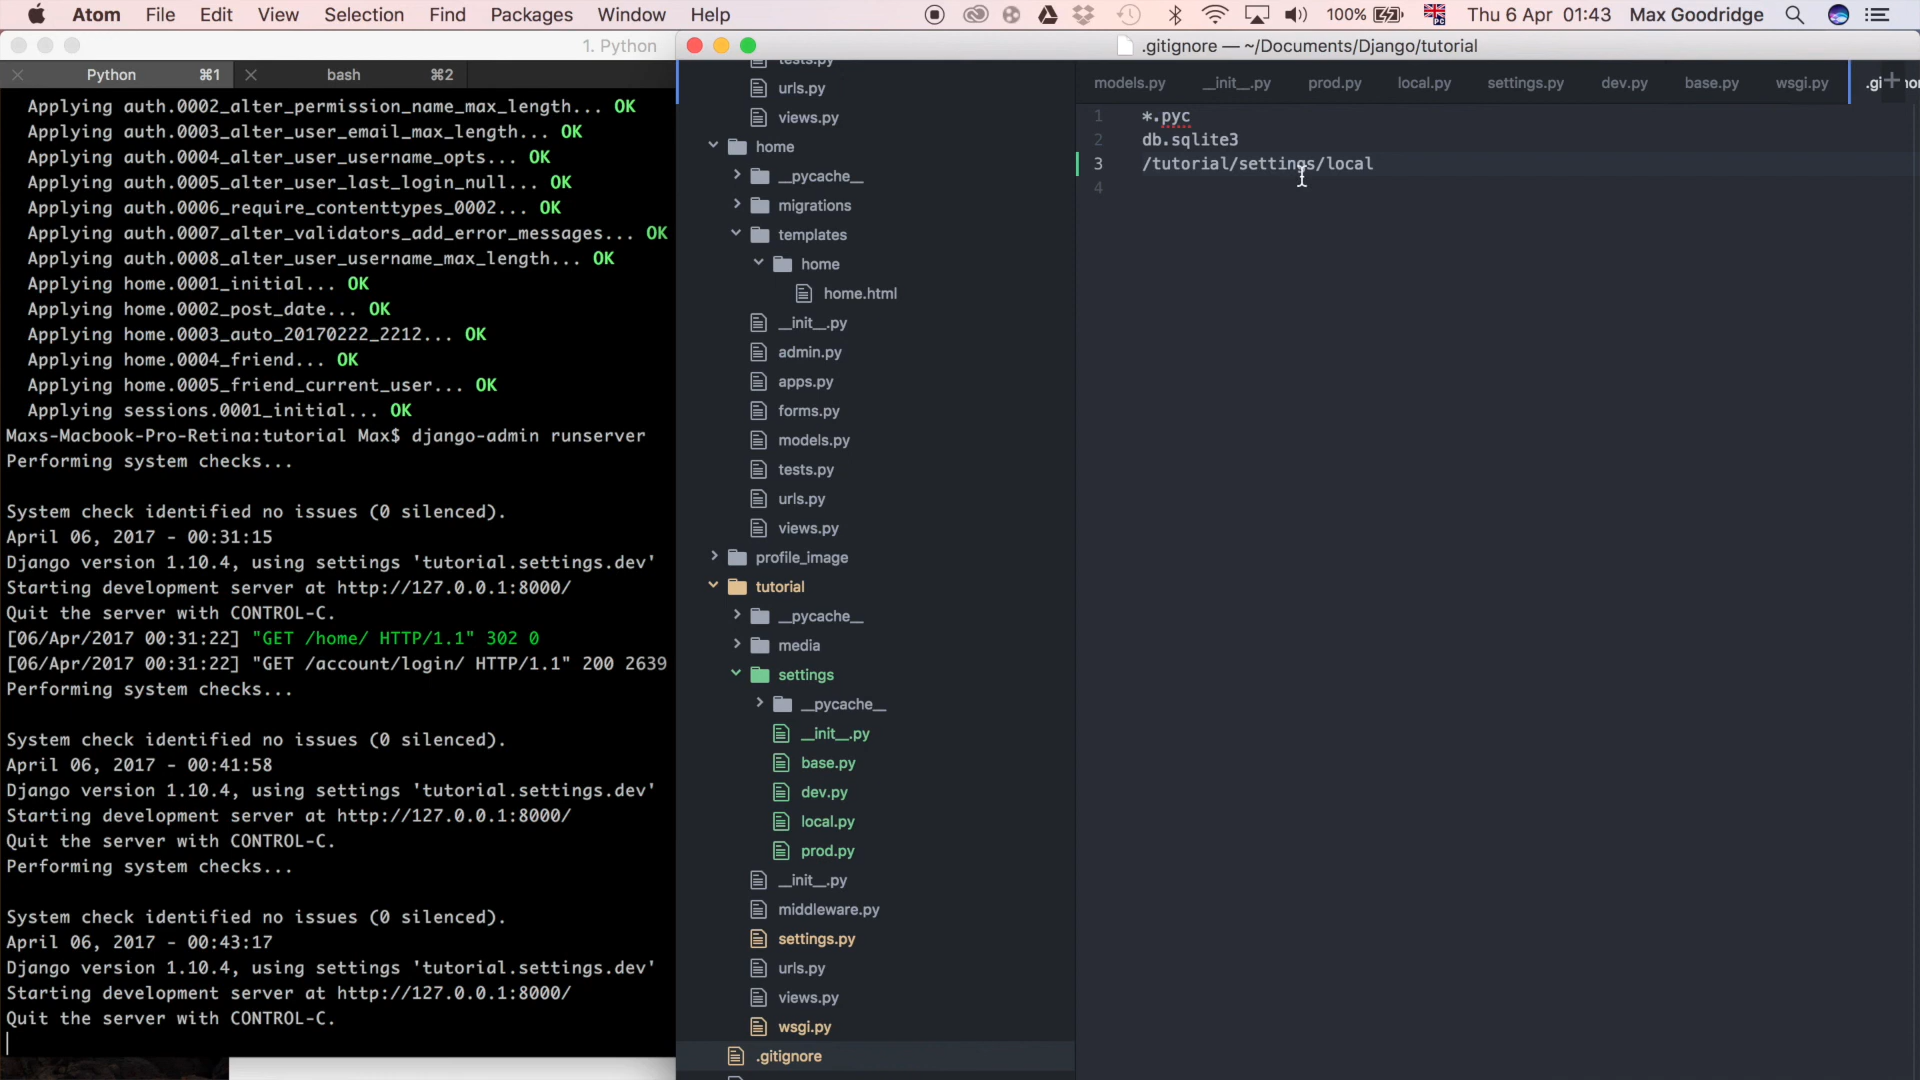 Atom File Edit View Selection Find Packages Window Help 100% Thu 6 Apr 01:43 Max Goodridge
1. Python
Python ⌘1 bash ⌘2
Applying auth.0002_alter_permission_name_max_length... OK
Applying auth.0003_alter_user_email_max_length... OK
Applying auth.0004_alter_user_username_opts... OK
Applying auth.0005_alter_user_last_login_null... OK
Applying auth.0006_require_contenttypes_0002... OK
Applying auth.0007_alter_validators_add_error_messages... OK
Applying auth.0008_alter_user_username_max_length... OK
Applying home.0001_initial... OK
Applying home.0002_post_date... OK
Applying home.0003_auto_20170222_2212... OK
Applying home.0004_friend... OK
Applying home.0005_friend_current_user... OK
Applying sessions.0001_initial... OK
Maxs-Macbook-Pro-Retina:tutorial Max$ django-admin runserver
Performing system checks...
System check identified no issues (0 silenced).
April 06, 2017 - 00:31:15
Django version 1.10.4, using settings 'tutorial.settings.dev'
Starting development server at http://127.0.0.1:8000/
Quit the server with CONTROL-C.
[06/Apr/2017 00:31:22] "GET /home/ HTTP/1.1" 302 0
[06/Apr/2017 00:31:22] "GET /account/login/ HTTP/1.1" 200 2639
Performing system checks...
System check identified no issues (0 silenced).
April 06, 2017 - 00:41:58
Django version 1.10.4, using settings 'tutorial.settings.dev'
Starting development server at http://127.0.0.1:8000/
Quit the server with CONTROL-C.
Performing system checks...
System check identified no issues (0 silenced).
April 06, 2017 - 00:43:17
Django version 1.10.4, using settings 'tutorial.settings.dev'
Starting development server at http://127.0.0.1:8000/
Quit the server with CONTROL-C.
.gitignore — ~/Documents/Django/tutorial
tests.py
urls.py
views.py
home
__pycache__
migrations
templates
home
home.html
__init__.py
admin.py
apps.py
forms.py
models.py
tests.py
urls.py
views.py
profile_image
tutorial
__pycache__
media
settings
__pycache__
__init__.py
base.py
dev.py
local.py
prod.py
__init__.py
middleware.py
settings.py
urls.py
views.py
wsgi.py
.gitignore
models.py __init__.py prod.py local.py settings.py dev.py base.py wsgi.py
1 *.pyc
2 db.sqlite3
3 /tutorial/settings/local
4